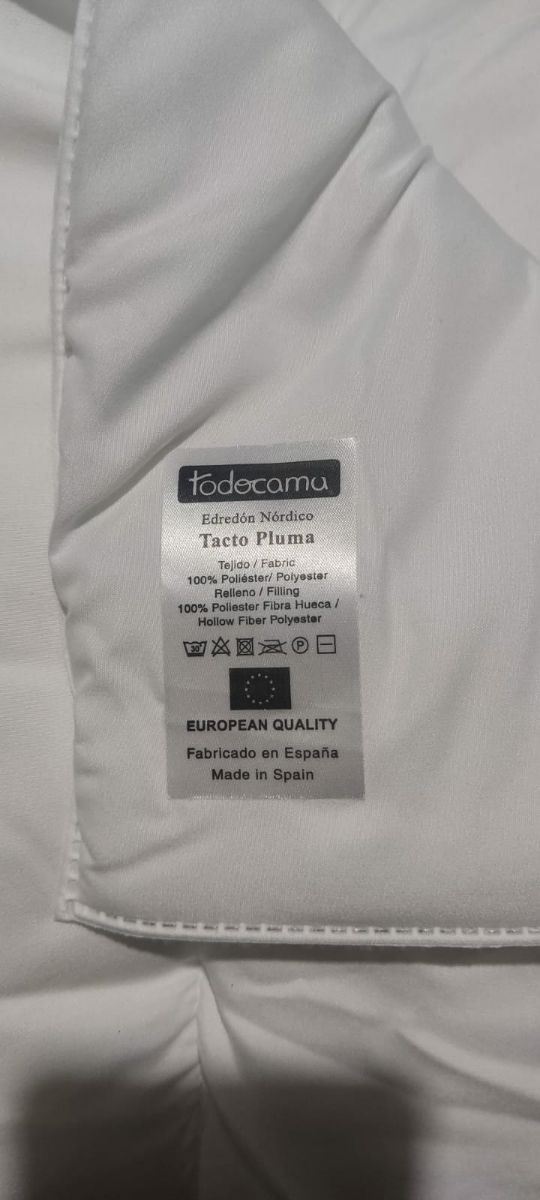 todocama
Edredón Nórdico
Tacto Pluma
Tejido / Fabric
100% Poliéster/ Polyester
Relleno / Filling
100% Poliester Fibra Hueca /
Hollow Fiber Polyester
30° P
EUROPEAN QUALITY
Fabricado en España
Made in Spain